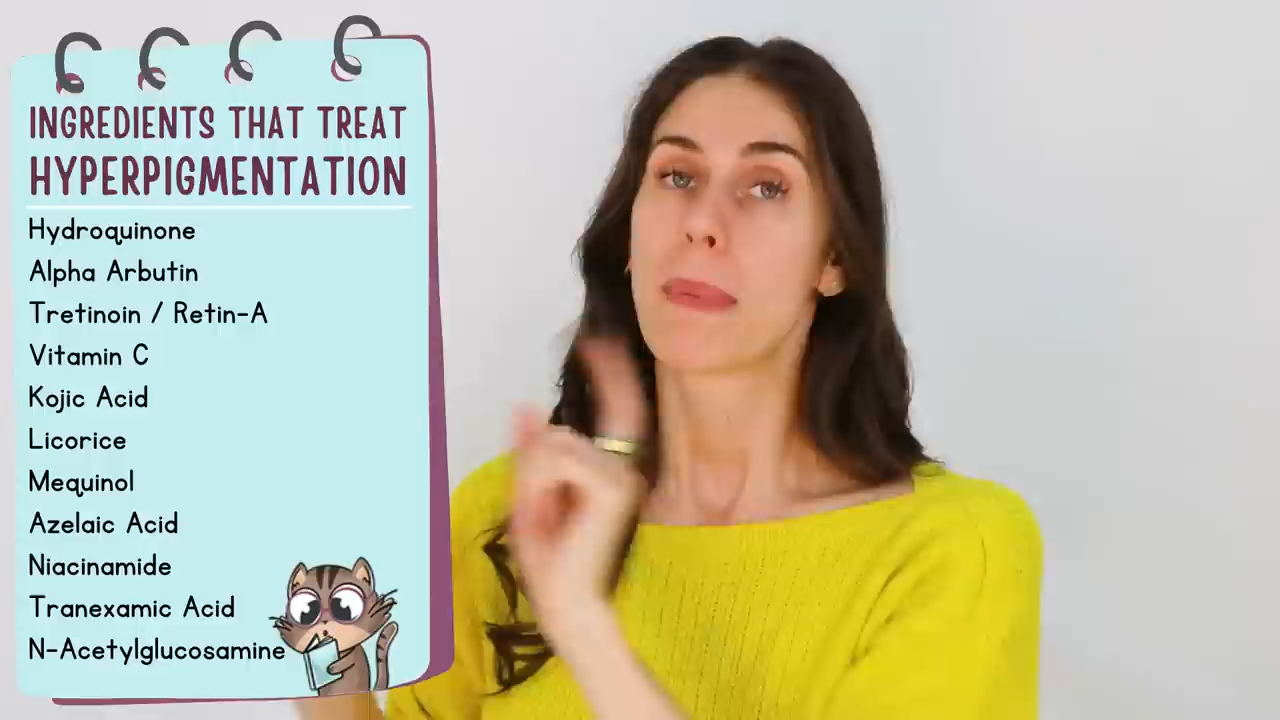 INGREDIENTS THAT TREAT
HYPERPIGMENTATION
Hydroquinone
Alpha Arbutin
Tretinoin / Retin-A
Vitamin C
Kojic Acid
Licorice
Mequinol
Azelaic Acid
Niacinamide
Tranexamic Acid
N-Acetylglucosamine